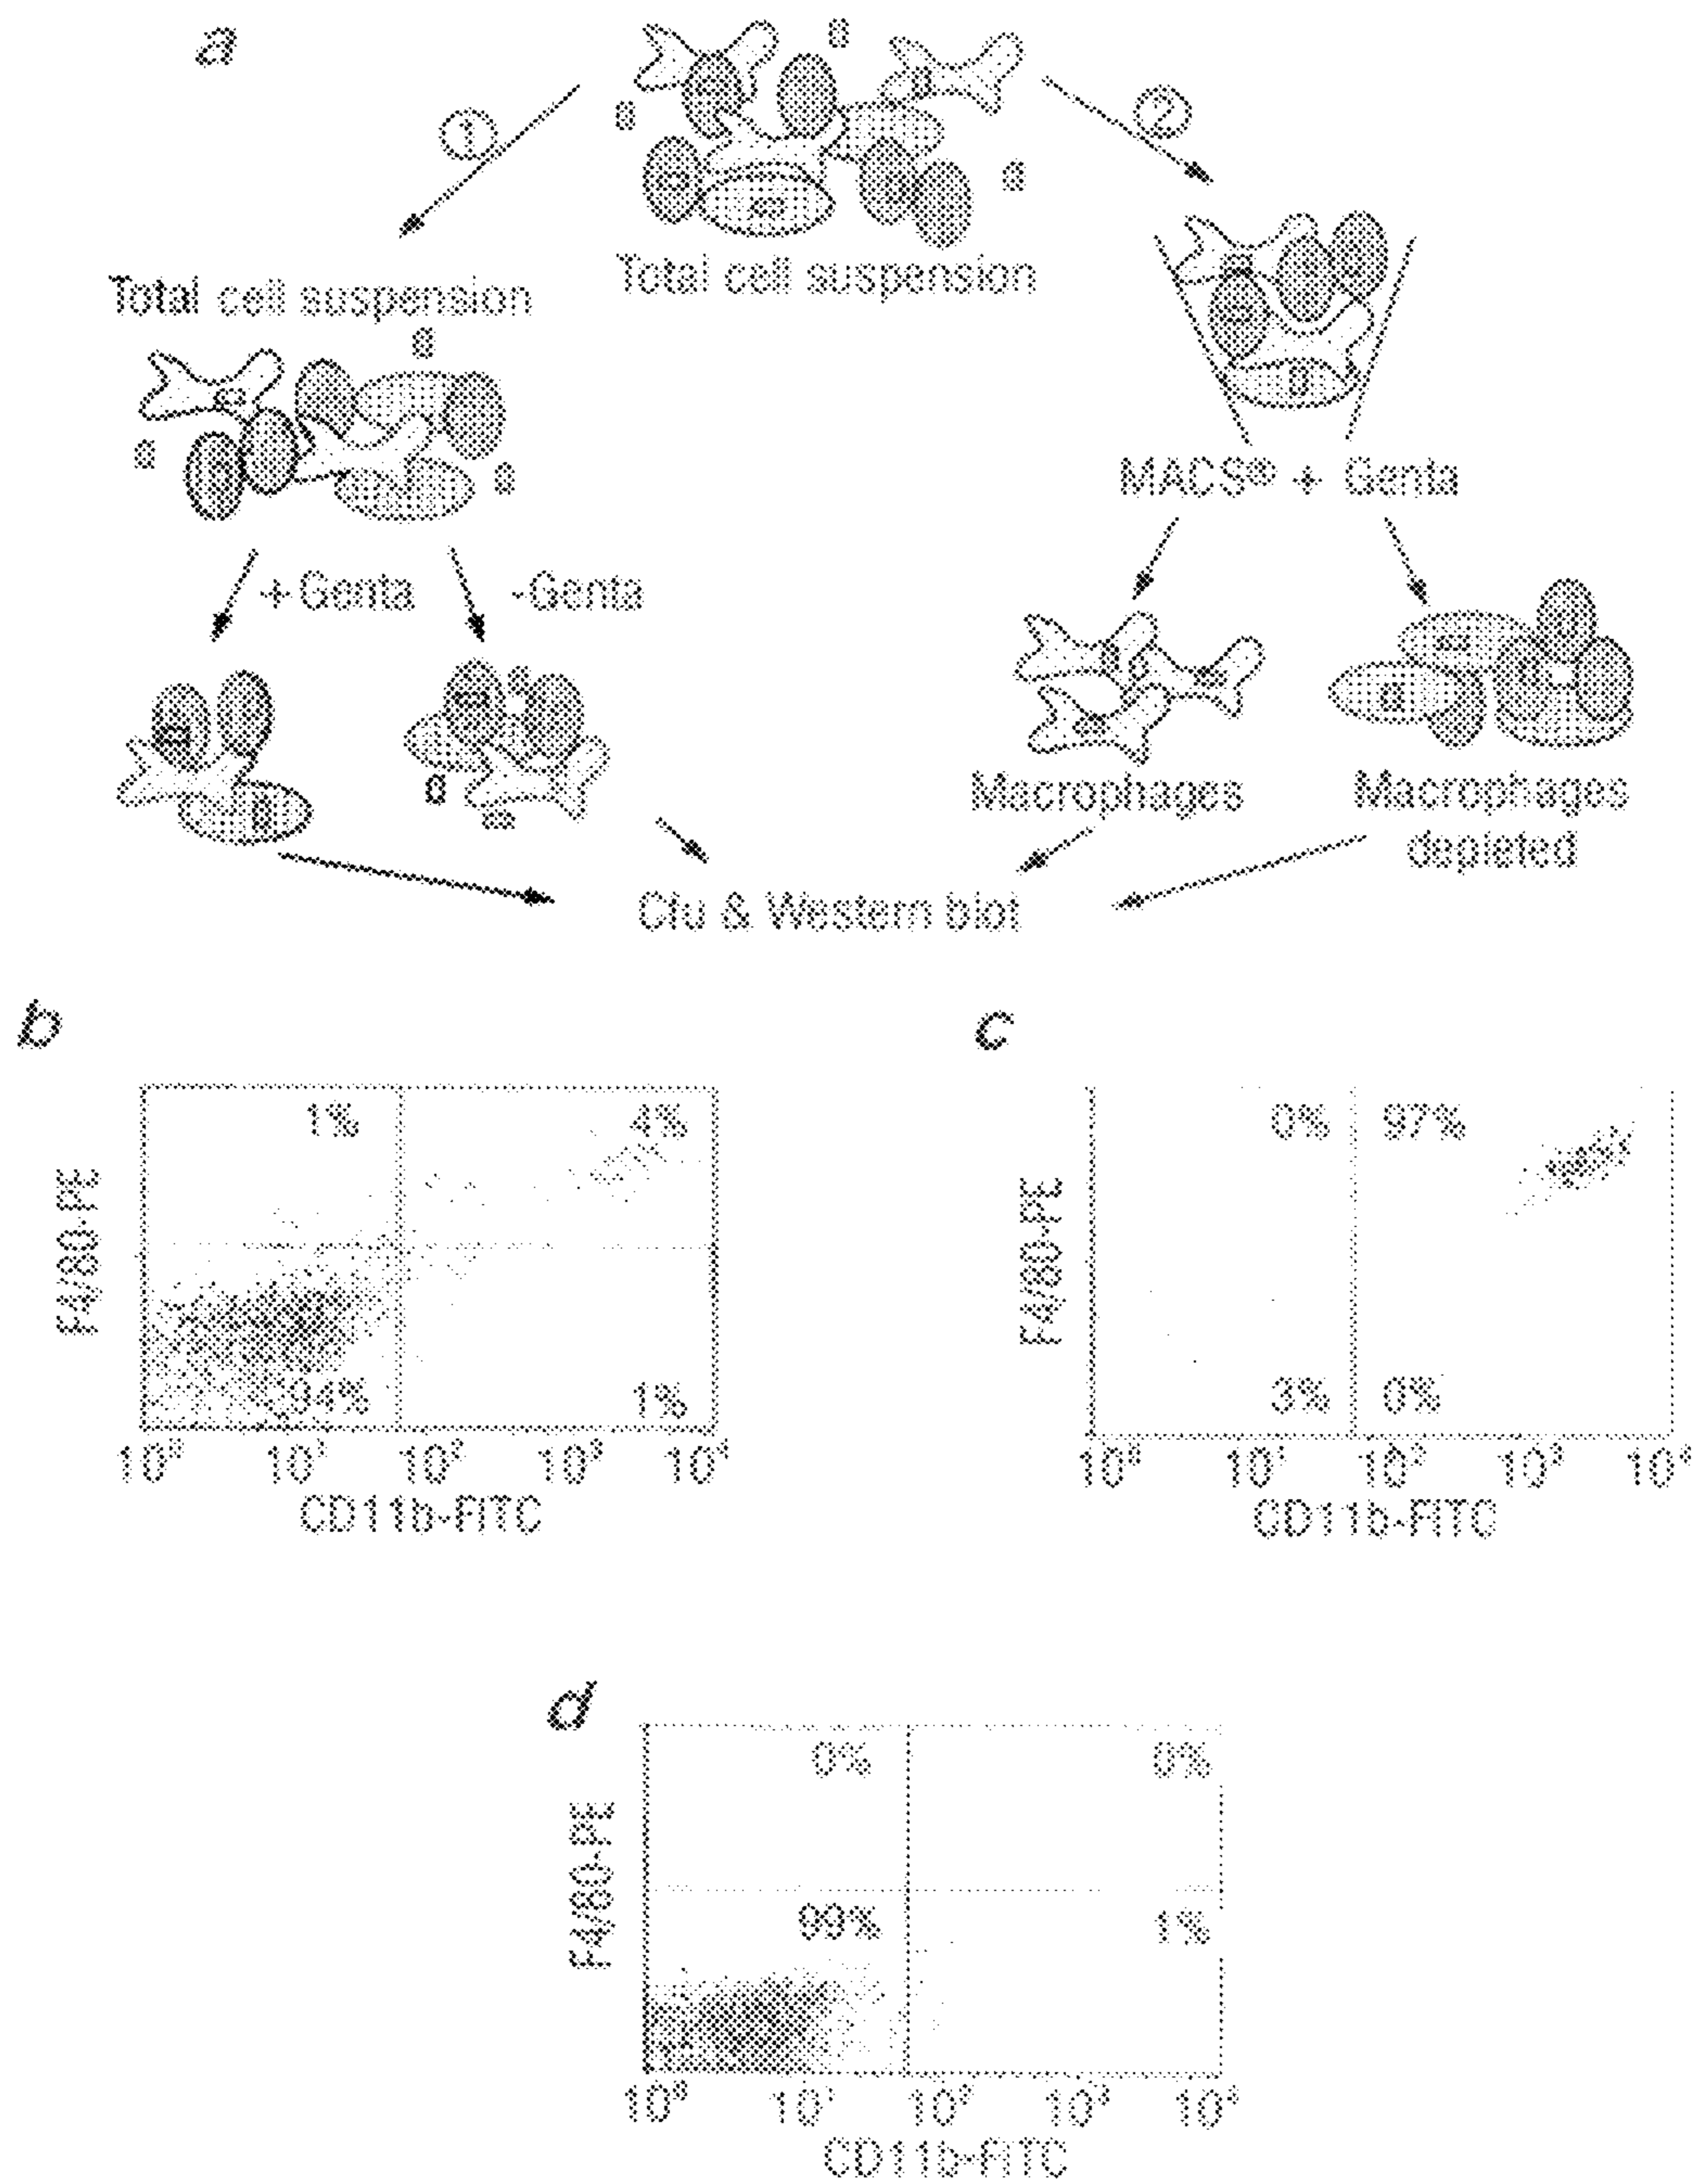 a
①
②
Total cell suspension
Total cell suspension
MACS® + Genta
+ Genta
-Genta
Macrophages
Macrophages
depleted
Cfu & Western blot
b
1%
4%
94%
1%
F4/80-PE
10⁰ 10¹ 10² 10³ 10⁴
CD11b-FITC
c
0%
97%
3%
0%
F4/80-PE
10⁰ 10¹ 10² 10³ 10⁴
CD11b-FITC
d
0%
0%
99%
1%
F4/80-PE
10⁰ 10¹ 10² 10³ 10⁴
CD11b-FITC